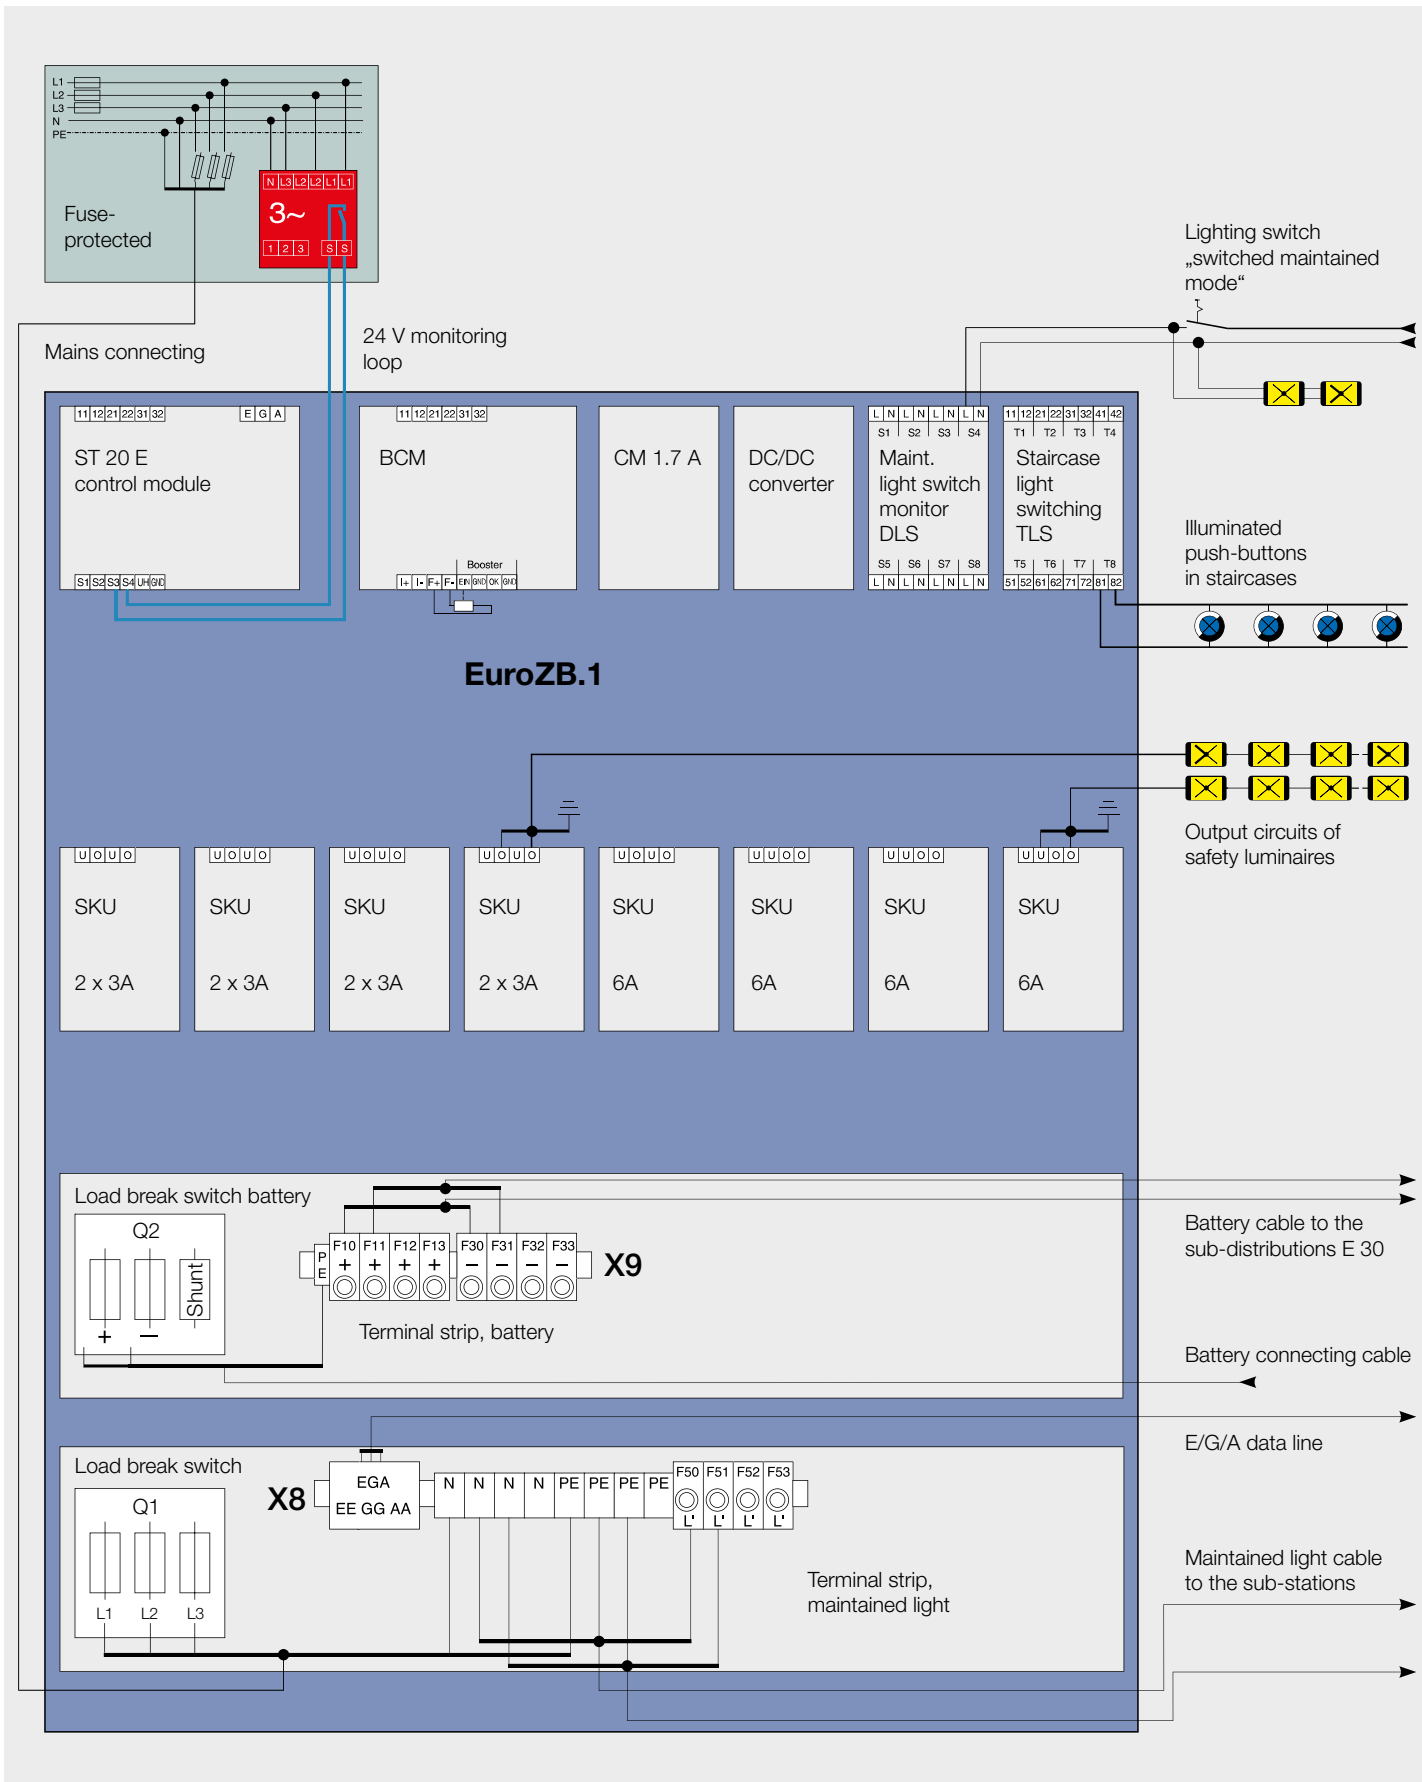 L1
L2
L3
N
PE
N L3 L2 L2 L1 L1
3~
1 2 3 S S
Fuse-
protected
Mains connecting
24 V monitoring
loop
Lighting switch
„switched maintained
mode“
11 12 21 22 31 32
E G A
ST 20 E
control module
S1 S2 S3 S4 UH GND
11 12 21 22 31 32
BCM
Booster
I+ I- F+ F- EIN GND OK GND
CM 1.7 A
DC/DC
converter
L N L N L N L N
S1 S2 S3 S4
Maint.
light switch
monitor
DLS
S5 S6 S7 S8
L N L N L N L N
11 12 21 22 31 32 41 42
T1 T2 T3 T4
Staircase
light
switching
TLS
T5 T6 T7 T8
51 52 61 62 71 72 81 82
Illuminated
push-buttons
in staircases
EuroZB.1
Output circuits of
safety luminaires
U O U O
SKU
2 x 3A
U O U O
SKU
2 x 3A
U O U O
SKU
2 x 3A
U O U O
SKU
2 x 3A
U O U O
SKU
6A
U U O O
SKU
6A
U U O O
SKU
6A
U U O O
SKU
6A
Load break switch battery
Q2
Shunt
+ —
P
E
F10 F11 F12 F13 F30 F31 F32 F33
+ + + + – – – –
X9
Terminal strip, battery
Battery cable to the
sub-distributions E 30
Battery connecting cable
E/G/A data line
Load break switch
Q1
L1 L2 L3
X8
EGA
EE GG AA
N N N N PE PE PE PE
F50 F51 F52 F53
L' L' L' L'
Terminal strip,
maintained light
Maintained light cable
to the sub-stations